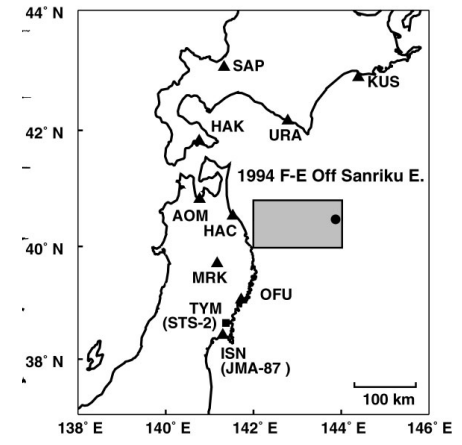 44° N
SAP
KUS
HAK
URA
42° N
1994 F-E Off Sanriku E.
AOM
HAC
40° N
MRK
OFU
TYM
(STS-2)
ISN
(JMA-87 )
38° N
100 km
138° E
140° E
142° E
144° E
146° E